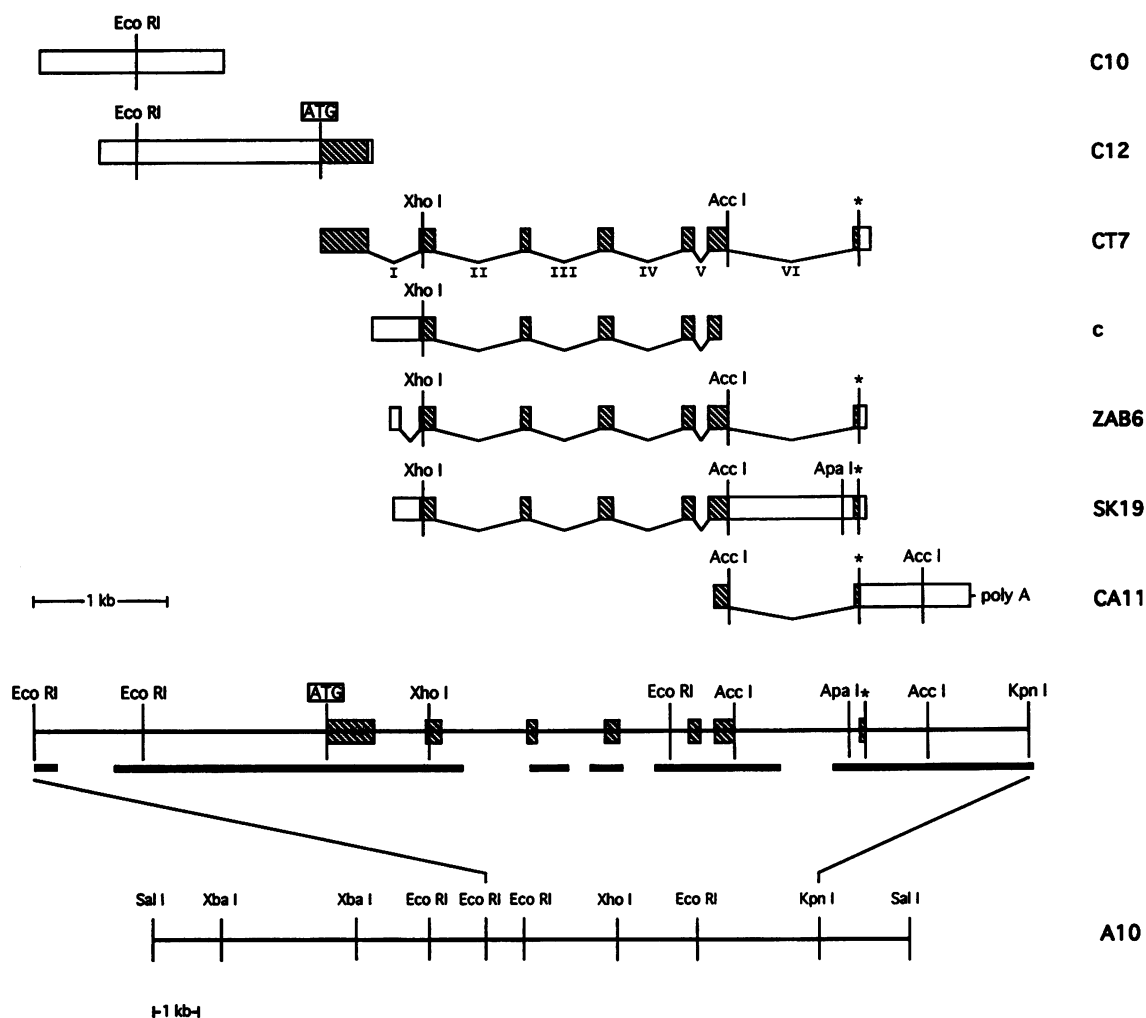 Eco RI
C10
Eco RI
ATG
C12
Xho I
Acc I
*
CT7
I
II
III
IV
V
VI
Xho I
c
Xho I
Acc I
*
ZAB6
Xho I
Acc I
Apa I
*
SK19
Acc I
*
Acc I
poly A
CA11
1 kb
Eco RI
Eco RI
ATG
Xho I
Eco RI
Acc I
Apa I
*
Acc I
Kpn I
Sal I
Xba I
Xba I
Eco RI
Eco RI
Eco RI
Xho I
Eco RI
Kpn I
Sal I
A10
1 kb